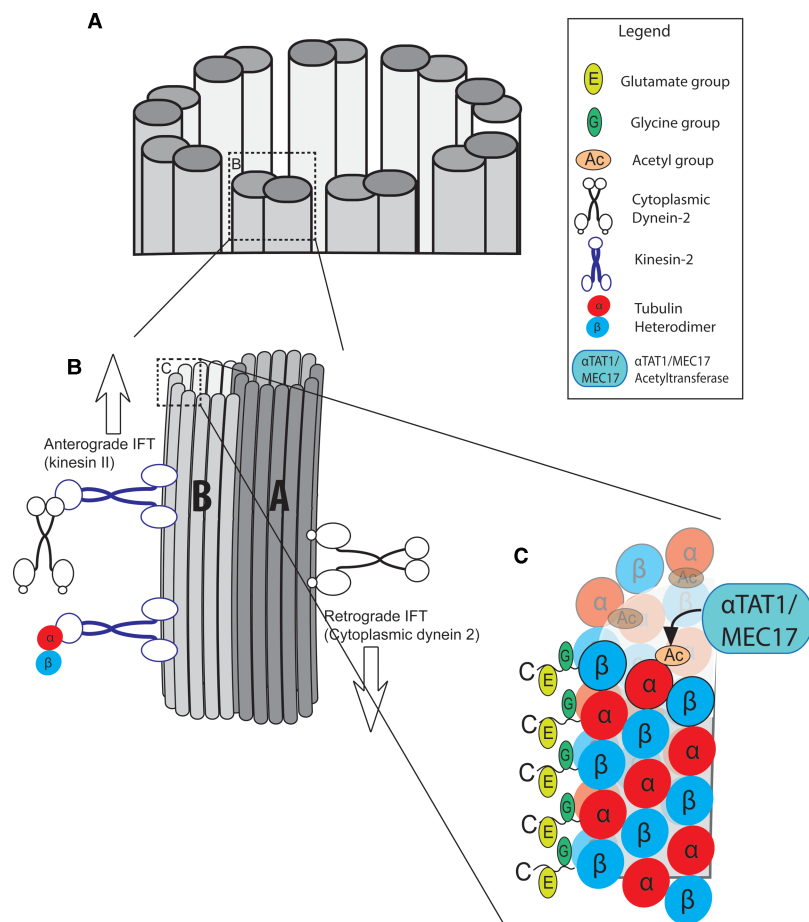 A
B
Legend
E
Glutamate group
G
Glycine group
Ac
Acetyl group
Cytoplasmic
Dynein-2
Kinesin-2
α
Tubulin
β
Heterodimer
αTAT1/
MEC17
αTAT1/MEC17
Acetyltransferase
B
C
Anterograde IFT
(kinesin II)
B
A
Retrograde IFT
(Cytoplasmic dynein 2)
α
β
C
α
β
Ac
α
Ac
β
α
αTAT1/
MEC17
Ac
G
β
C
E
α
β
G
α
C
E
β
α
G
β
C
E
α
β
G
α
C
E
β
α
G
β
C
E
α
β